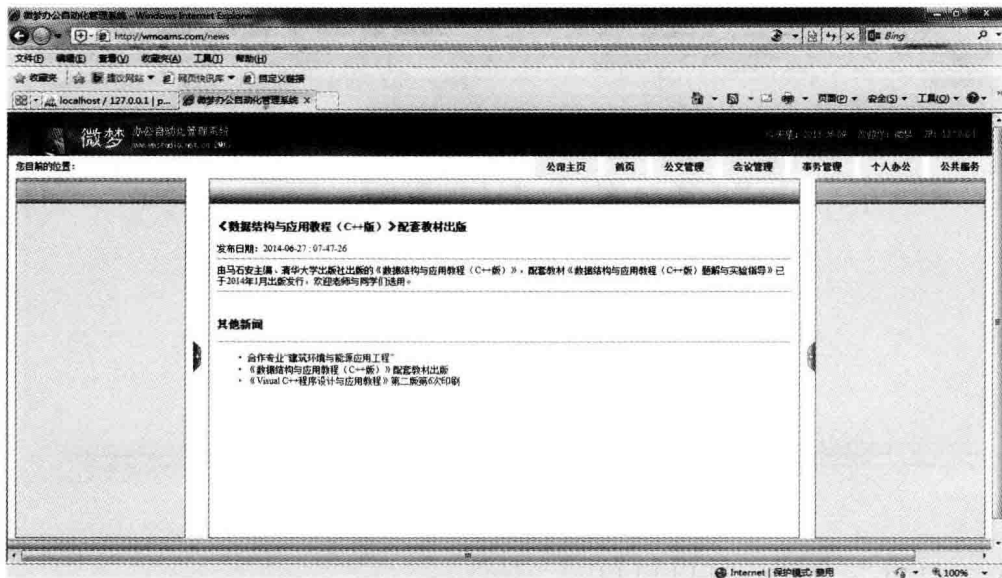 微梦办公自动化管理系统 - Windows Internet Explorer
http://wmoams.com/news
Bing
文件(F) 编辑(E) 查看(V) 收藏夹(A) 工具(T) 帮助(H)
收藏夹 建议网站 网页快讯库 自定义链接
localhost / 127.0.0.1 | p... 微梦办公自动化管理系统 ×
页面(P) 安全(S) 工具(O)
微梦 办公自动化管理系统
您目前的位置:
公司主页 首页 公文管理 会议管理 事务管理 个人办公 公共服务
《数据结构与应用教程（C++版）》配套教材出版
发布日期：2014-06-27 : 07-47-26
由马石安主编、清华大学出版社出版的《数据结构与应用教程（C++版）》，配套教材《数据结构与应用教程（C++版）题解与实验指导》已
于2014年1月出版发行。欢迎老师与同学们选用。
其他新闻
· 合作专业“建筑环境与能源应用工程”
· 《数据结构与应用教程（C++版）》配套教材出版
· 《Visual C++程序设计与应用教程》第二版第6次印刷
Internet | 保护模式: 禁用
100%